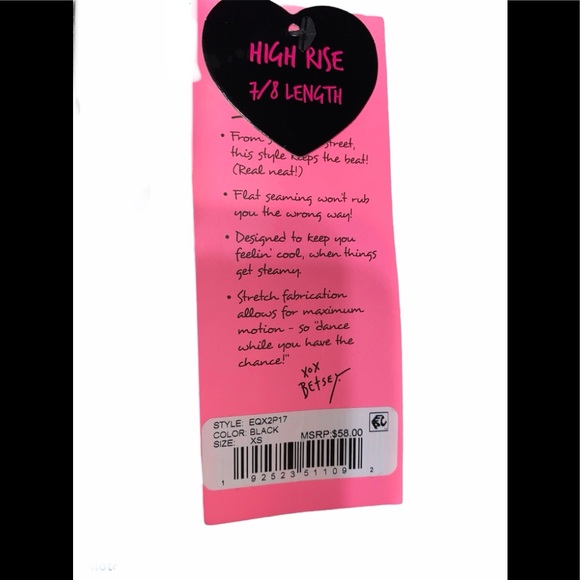 HIGH RISE
7/8 LENGTH
• From street,
this style keeps the beat!
(Real neat!)
• Flat seaming won't rub
you the wrong way!
• Designed to keep you
feelin' cool, when things
get steamy.
• Stretch fabrication
allows for maximum
motion - so "dance
while you have the
chance!"
xox
BETSEY
STYLE: EQX2P17
COLOR: BLACK
SIZE: XS
MSRP:$58.00
1 92523 51109 2